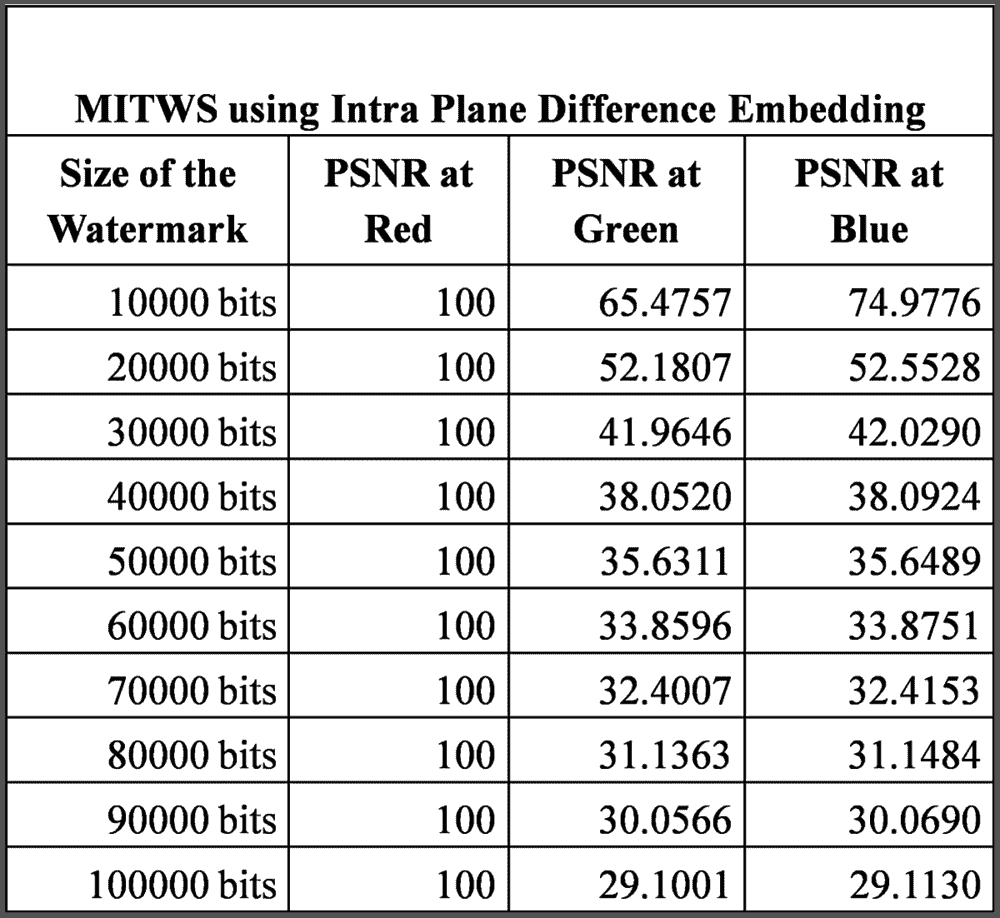 MITWS using Intra Plane Difference Embedding
Size of the Watermark PSNR at Red PSNR at Green PSNR at Blue
10000 bits 100 65.4757 74.9776
20000 bits 100 52.1807 52.5528
30000 bits 100 41.9646 42.0290
40000 bits 100 38.0520 38.0924
50000 bits 100 35.6311 35.6489
60000 bits 100 33.8596 33.8751
70000 bits 100 32.4007 32.4153
80000 bits 100 31.1363 31.1484
90000 bits 100 30.0566 30.0690
100000 bits 100 29.1001 29.1130